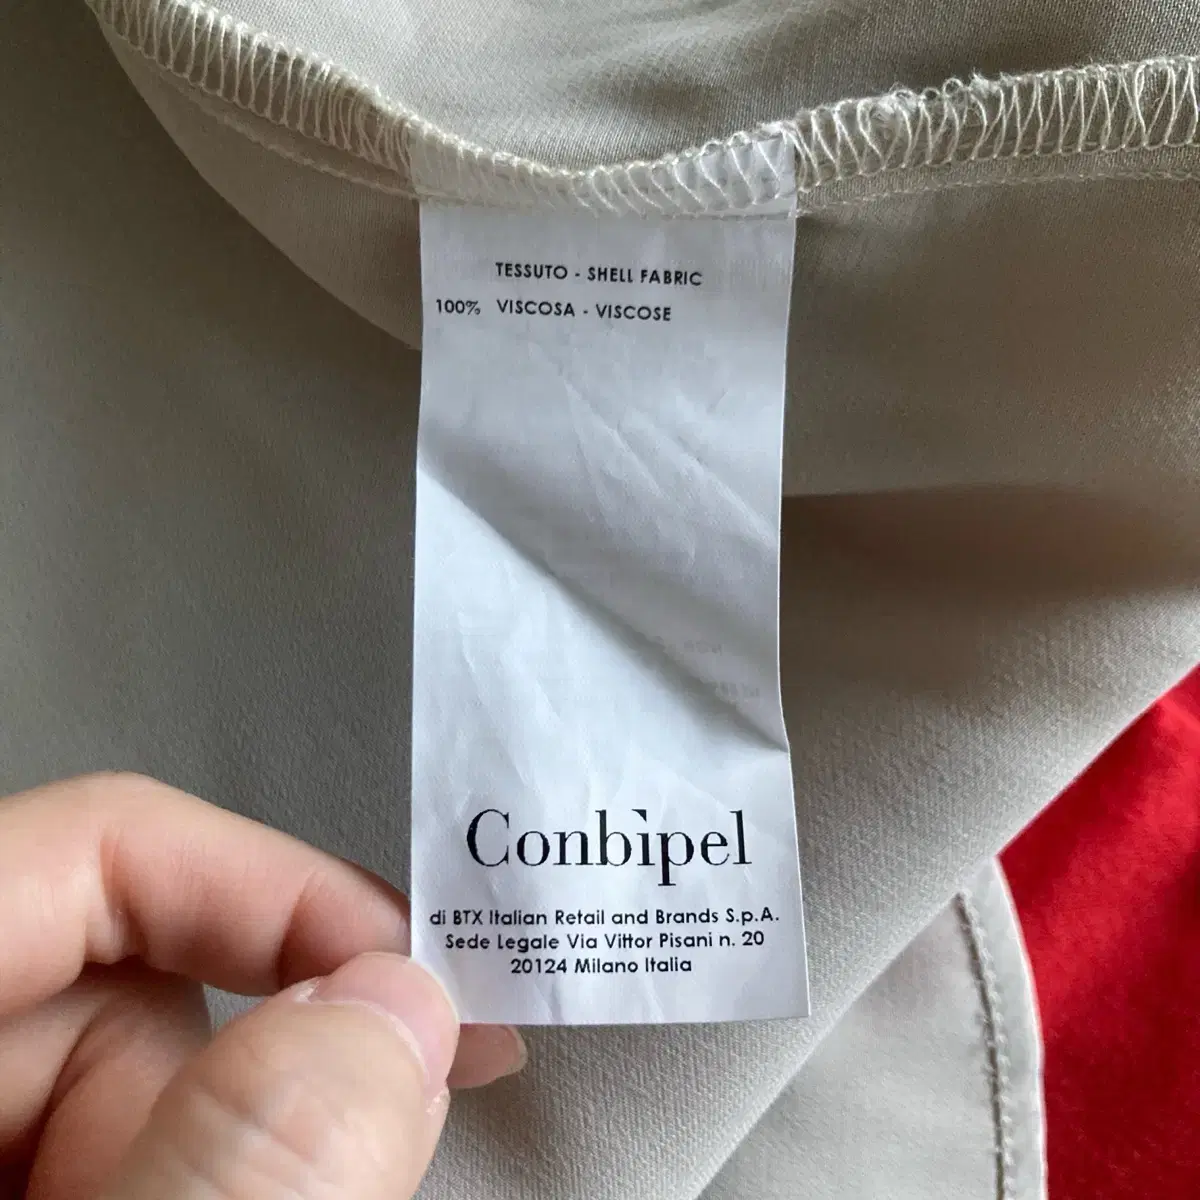 TESSUTO - SHELL FABRIC
100% VISCOSA - VISCOSE
Conbipel
di BTX Italian Retail and Brands S.p.A.
Sede Legale Via Vittor Pisani n. 20
20124 Milano Italia